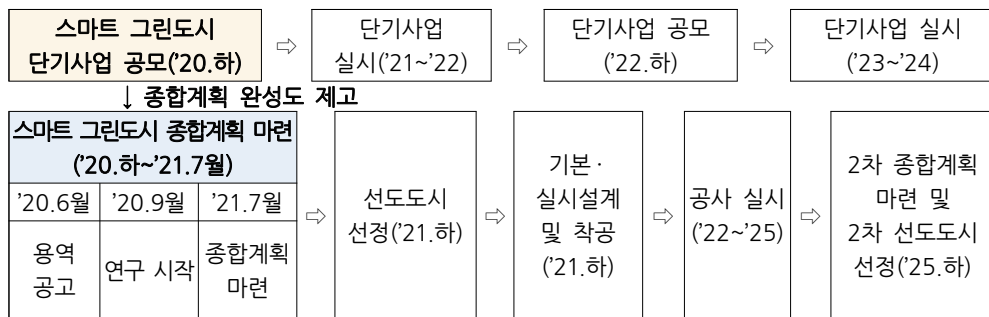 스마트 그린도시
단기사업 공모('20.하)
⇨
단기사업
실시('21~'22)
⇨
단기사업 공모
('22.하)
⇨
단기사업 실시
('23~'24)
↓ 종합계획 완성도 제고
스마트 그린도시 종합계획 마련
('20.하~'21.7월)
'20.6월 '20.9월 '21.7월
용역
공고
연구 시작
종합계획
마련
⇨
선도도시
선정('21.하)
⇨
기본·
실시설계
및 착공
('21.하)
⇨
공사 실시
('22~'25)
⇨
2차 종합계획
마련 및
2차 선도도시
선정('25.하)